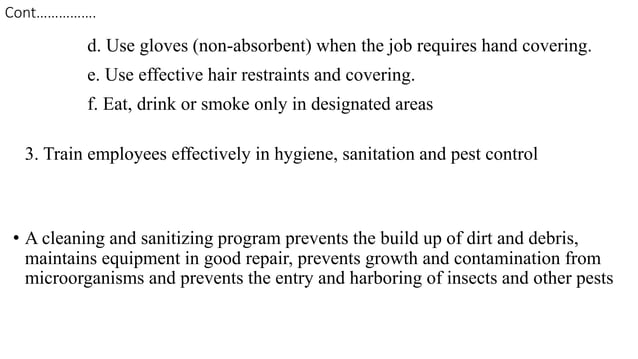 Cont…………….
d. Use gloves (non-absorbent) when the job requires hand covering.
e. Use effective hair restraints and covering.
f. Eat, drink or smoke only in designated areas
3. Train employees effectively in hygiene, sanitation and pest control
• A cleaning and sanitizing program prevents the build up of dirt and debris,
maintains equipment in good repair, prevents growth and contamination from
microorganisms and prevents the entry and harboring of insects and other pests